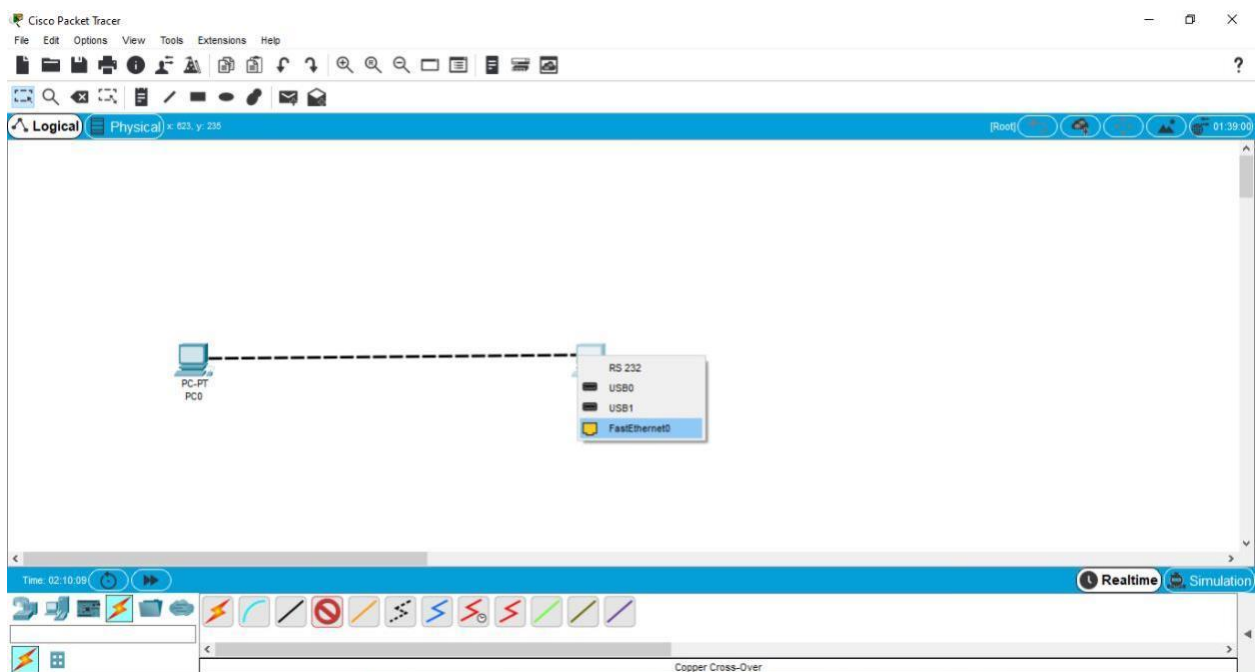 Cisco Packet Tracer
File Edit Options View Tools Extensions Help
?
Logical Physical x: 623, y: 235 [Root] 01:39:00
RS 232
USB0
USB1
FastEthernet0
PC-PT
PC0
Time: 02:10:09 Realtime Simulation
Copper Cross-Over